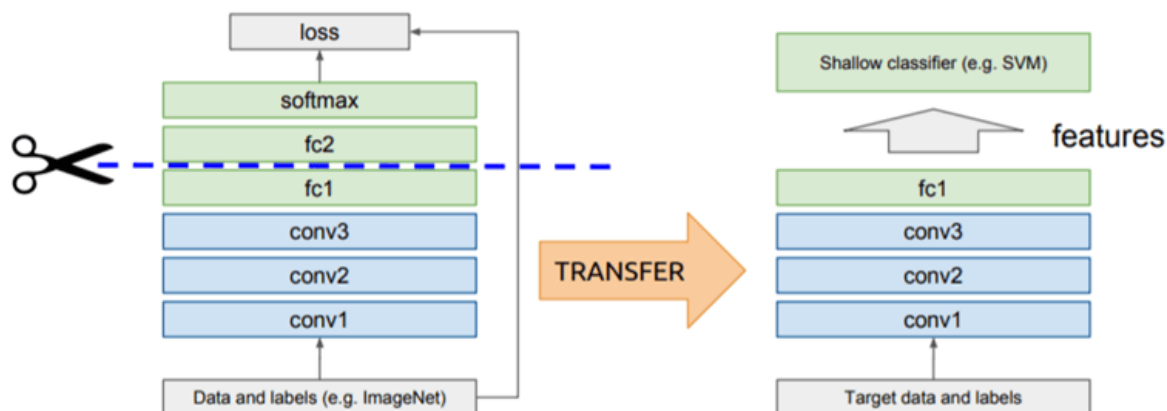 loss
softmax
fc2
fc1
conv3
conv2
conv1
Data and labels (e.g. ImageNet)
TRANSFER
Shallow classifier (e.g. SVM)
features
fc1
conv3
conv2
conv1
Target data and labels